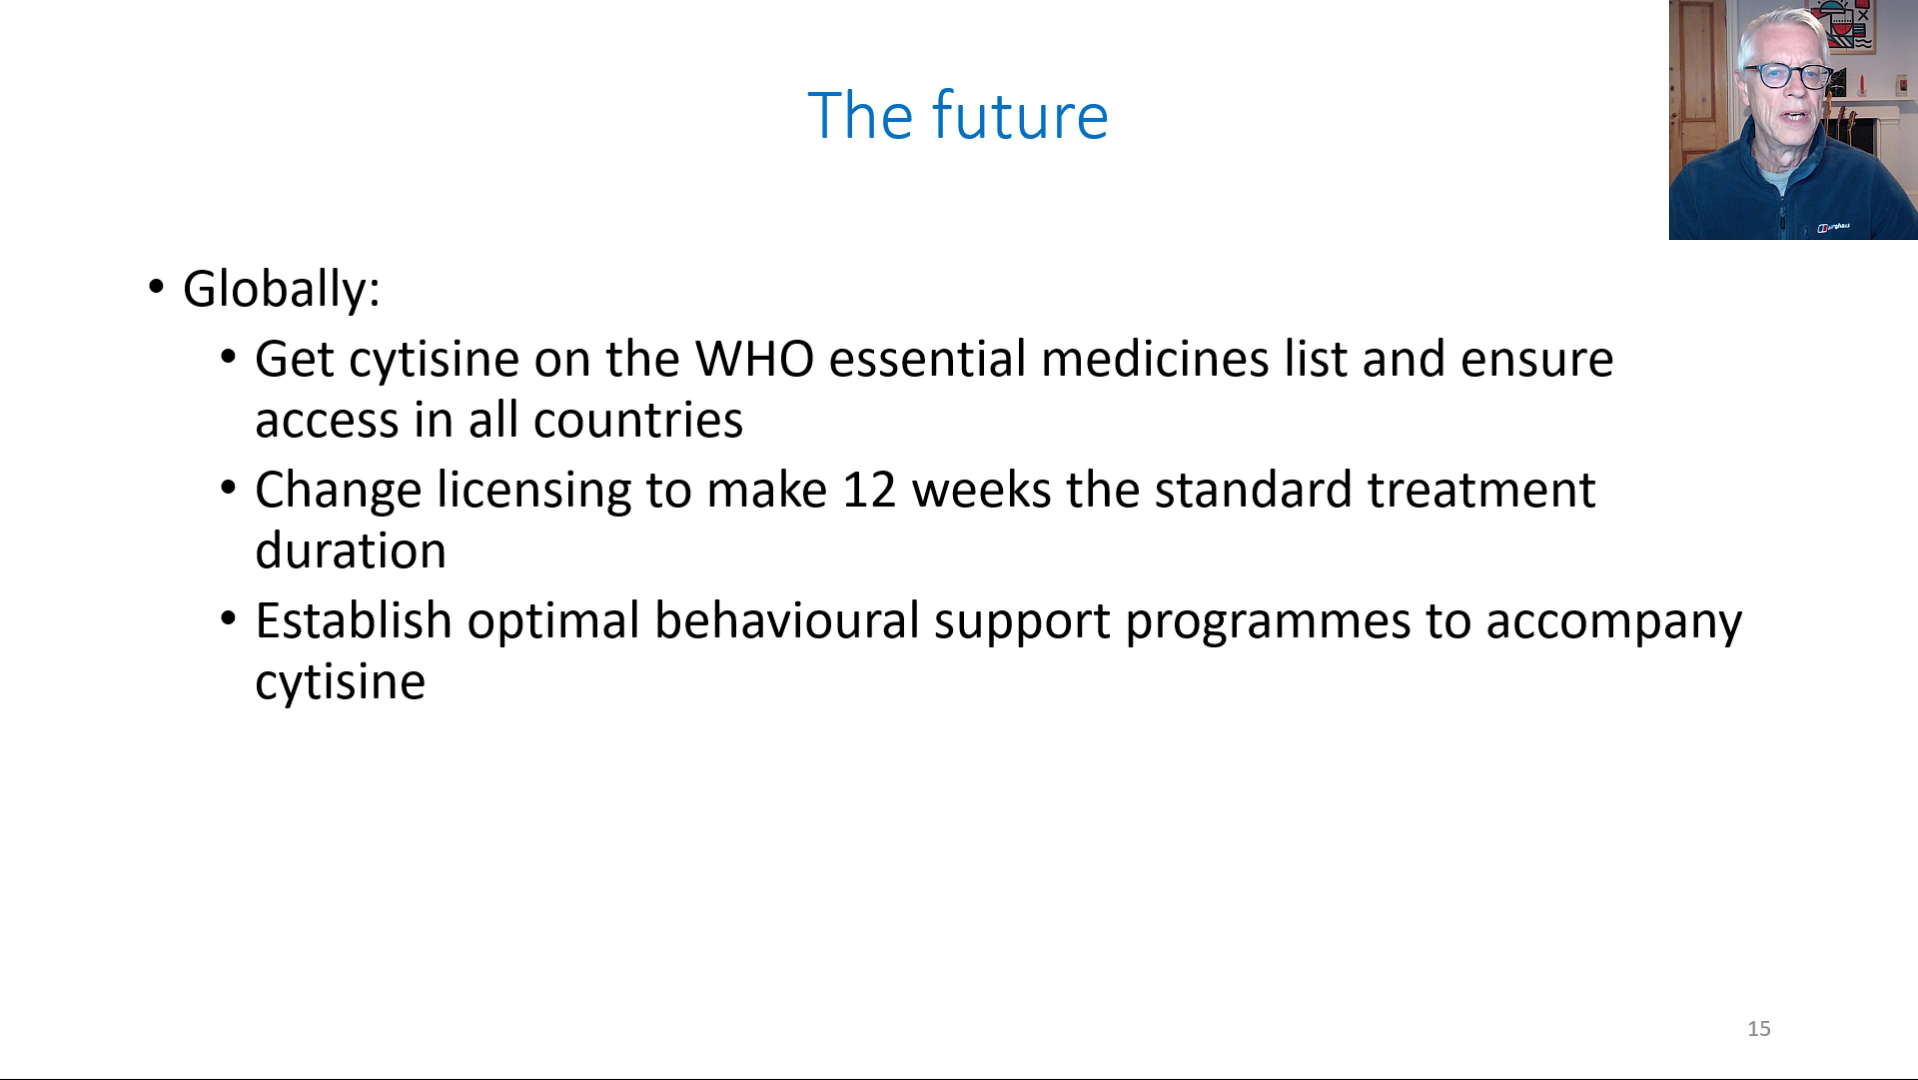 The future
• Globally:
• Get cytisine on the WHO essential medicines list and ensure
access in all countries
• Change licensing to make 12 weeks the standard treatment
duration
• Establish optimal behavioural support programmes to accompany
cytisine
15